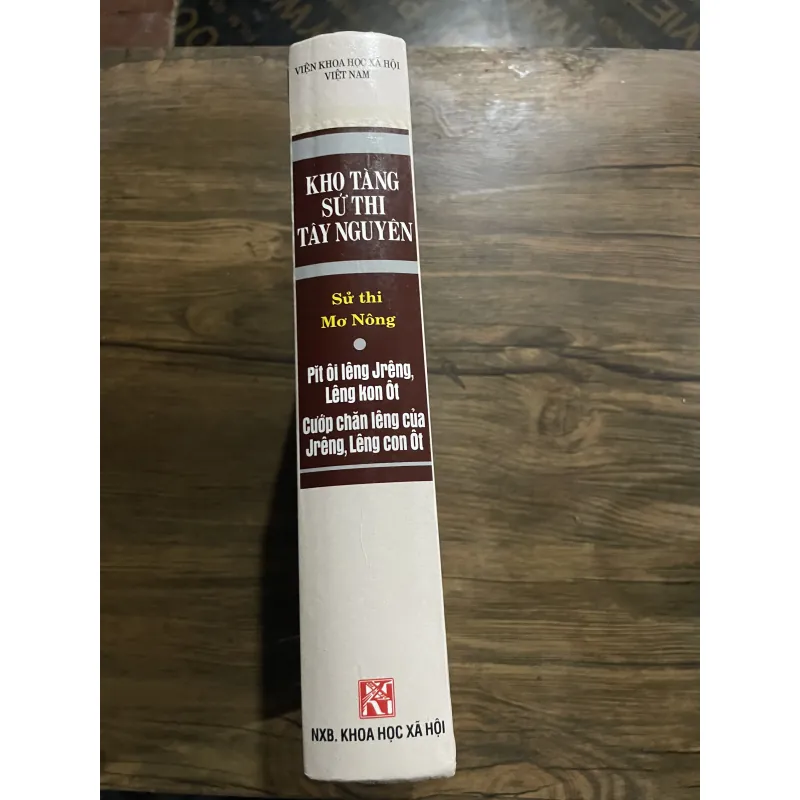 VIỆN KHOA HỌC XÃ HỘI
VIỆT NAM
KHO TÀNG
SỬ THI
TÂY NGUYÊN
Sử thi
Mơ Nông
Pĭt ôi lêng Jrêng,
Lêng kon Ôt
Cướp chăn lêng của
Jrêng, Lêng con Ôt
NXB. KHOA HỌC XÃ HỘI